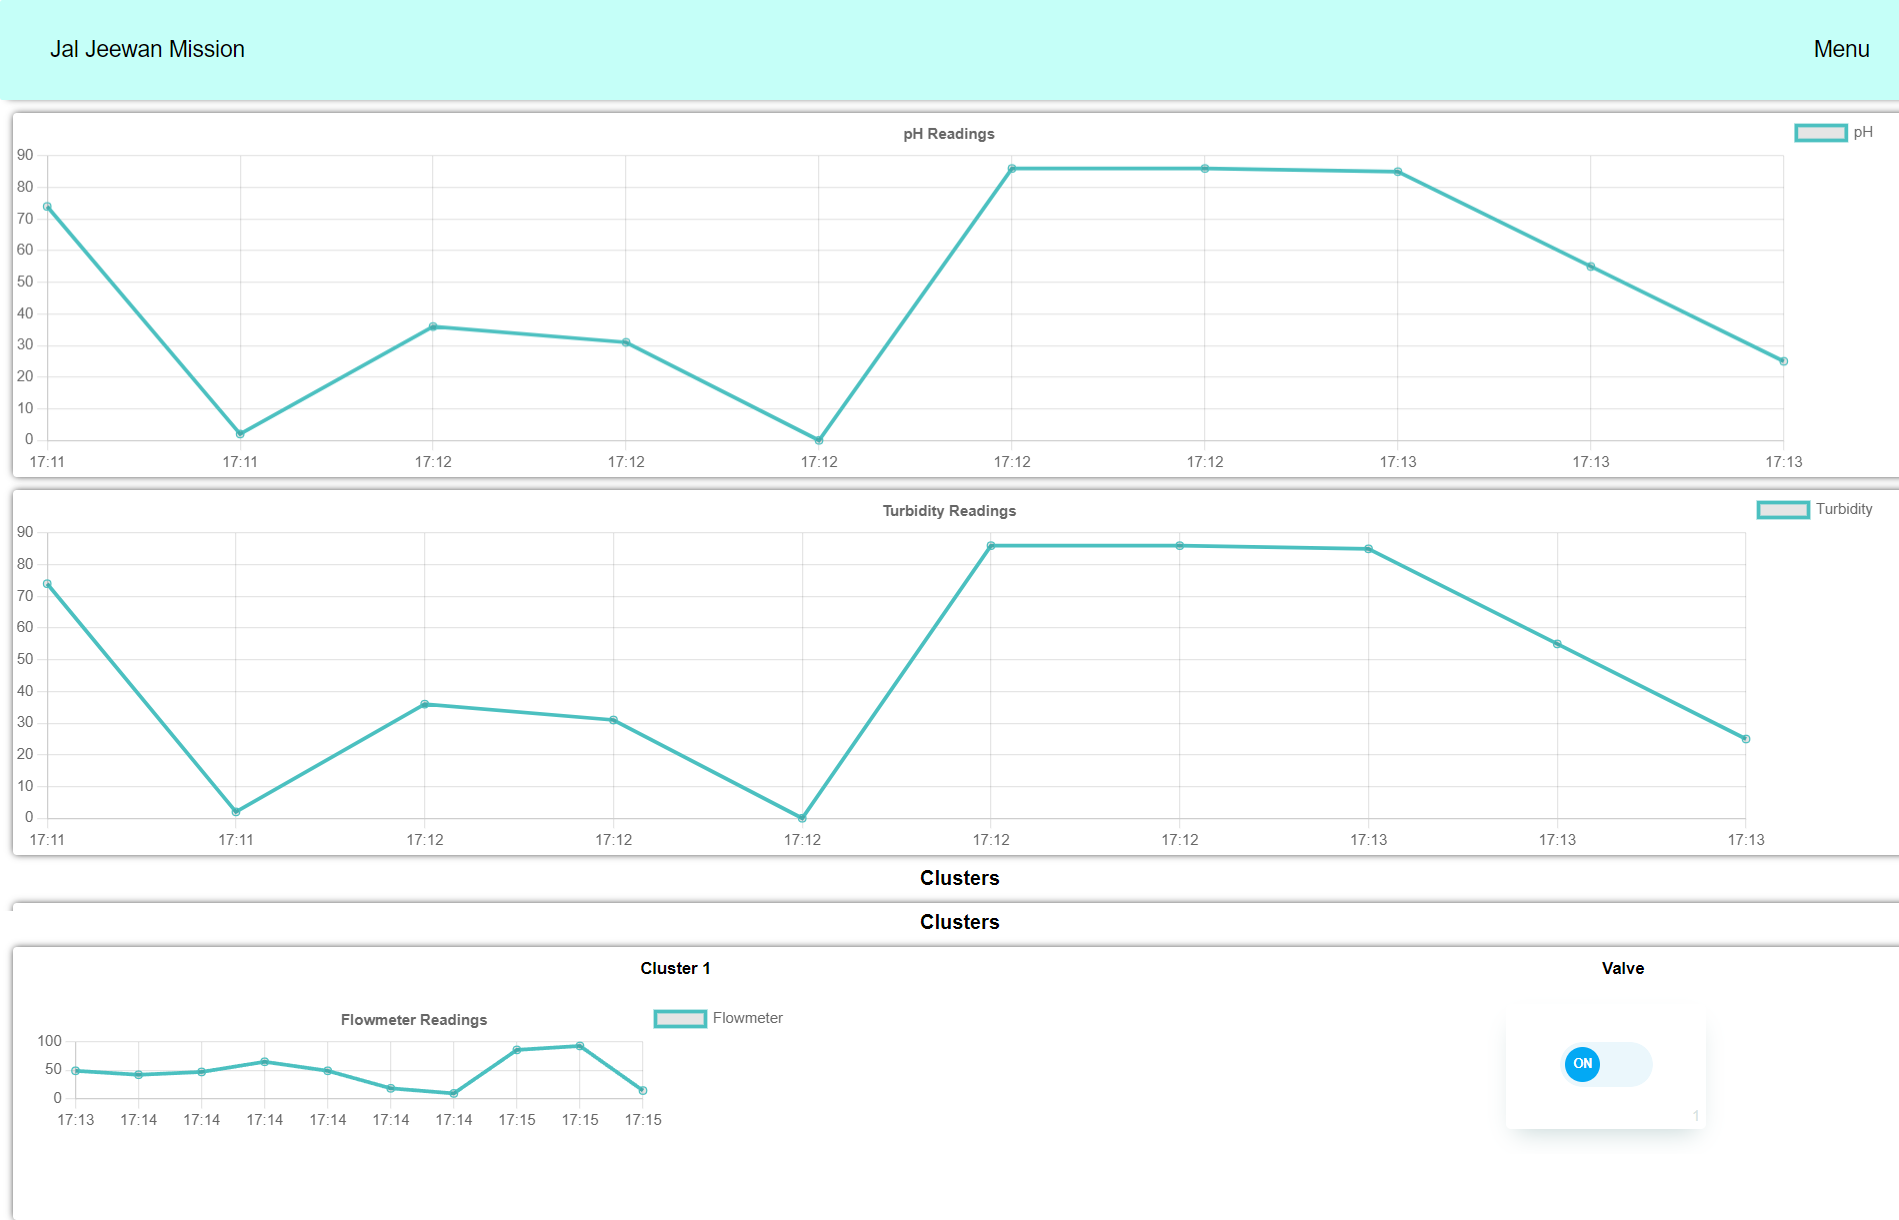 Jal Jeewan Mission
Menu
pH Readings
pH
90
80
70
60
50
40
30
20
10
0
17:11 17:11 17:12 17:12 17:12 17:12 17:12 17:13 17:13 17:13
Turbidity Readings
Turbidity
90
80
70
60
50
40
30
20
10
0
17:11 17:11 17:12 17:12 17:12 17:12 17:12 17:13 17:13 17:13
Clusters
Clusters
Cluster 1
Valve
Flowmeter Readings
Flowmeter
100
50
0
17:13 17:14 17:14 17:14 17:14 17:14 17:14 17:15 17:15 17:15
ON
1